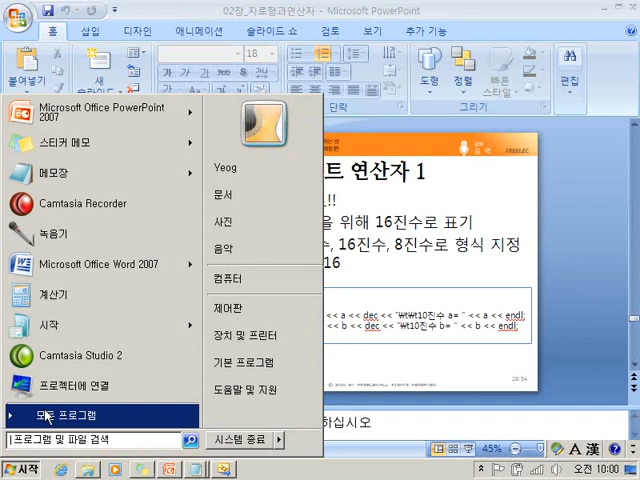 02장_자료형과연산자 - Microsoft PowerPoint
홈 삽입 디자인 애니메이션 슬라이드 쇼 검토 보기 추가 기능
붙여넣기
새
슬라이드
18
단락
도형
정렬
빠른
스타일
그리기
편집
Microsoft Office PowerPoint
2007
스티커 메모
메모장
Camtasia Recorder
녹음기
Microsoft Office Word 2007
계산기
시작
Camtasia Studio 2
프로젝터에 연결
모든 프로그램
프로그램 및 파일 검색
Yeog
문서
사진
음악
컴퓨터
제어판
장치 및 프린터
기본 프로그램
도움말 및 지원
시스템 종료
FREELEC
트 연산자 1
!!
을 위해 16진수로 표기
수, 16진수, 8진수로 형식 지정
16
<< a << dec << "₩t₩t10진수 a= " << a << endl;
<< b << dec << "₩t10진수 b= " << b << endl;
29/34
하십시오
45%
A 漢
시작
오전 10:00